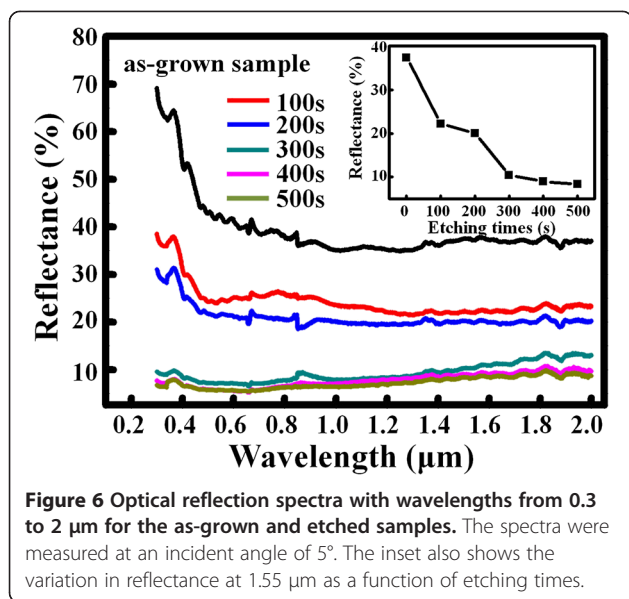 80
70
60
50
40
30
20
10
Reflectance (%)
as-grown sample
100s
200s
300s
400s
500s
40
30
20
10
Reflectance (%)
0 100 200 300 400 500
Etching times (s)
0.2 0.4 0.6 0.8 1.0 1.2 1.4 1.6 1.8 2.0
Wavelength (μm)
Figure 6 Optical reflection spectra with wavelengths from 0.3
to 2 μm for the as-grown and etched samples. The spectra were
measured at an incident angle of 5°. The inset also shows the
variation in reflectance at 1.55 μm as a function of etching times.